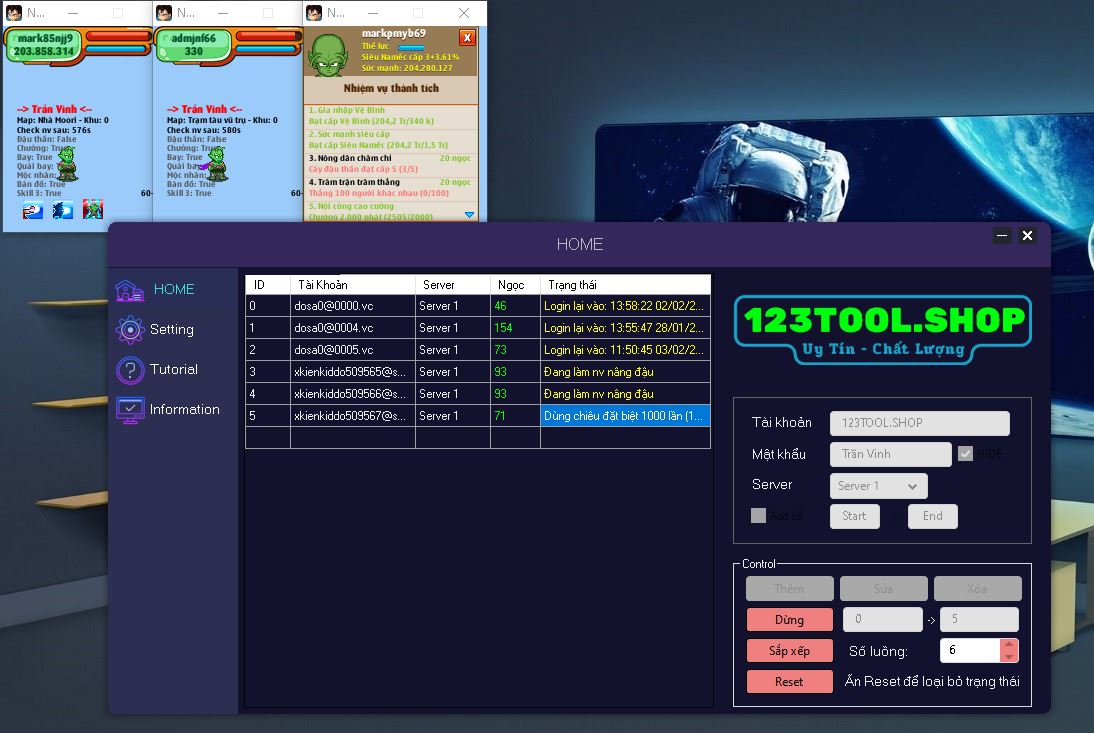 N...
N...
N...
mark85njj9
203.858.314
--> Trần Vinh <--
Map: Nhà Moori - Khu: 0
Check nv sau: 576s
Đậu thần: False
Chưởng: True
Bay: True
Quái bay:
Mộc nhân:
Bản đồ: True
Skill 3: True
60-
admjnf66
330
--> Trần Vinh <--
Map: Trạm tàu vũ trụ - Khu: 0
Check nv sau: 580s
Đậu thần: False
Chưởng: True
Bay: True
Quái bay:
Mộc nhân:
Bản đồ: True
Skill 3: True
60-
markpmyb69
Thể lực
Siêu Namếc cấp 3+3.61%
Sức mạnh: 204.280.127
X
Nhiệm vụ thành tích
1. Gia nhập Vệ Binh
Đạt cấp Vệ Binh (204,2 Tr/340 k)
2. Sức mạnh siêu cấp
Đạt cấp Siêu Namếc (204,2 Tr/1,5 Tr)
3. Nông dân chăm chỉ 20 ngọc
Cây đậu thần đạt cấp 5 (3/5)
4. Trăm trận trăm thắng 20 ngọc
Thắng 100 người khác nhau (0/100)
5. Nội công cao cường
Chưởng 2.000 phát (2505/2000)
HOME
HOME
Setting
Tutorial
Information
ID Tài Khoản Server Ngọc Trạng thái
0 dosa0@0000.vc Server 1 46 Login lại vào: 13:58:22 02/02/2...
1 dosa0@0004.vc Server 1 154 Login lại vào: 13:55:47 28/01/2...
2 dosa0@0005.vc Server 1 73 Login lại vào: 11:50:45 03/02/2...
3 xkienkiddo509565@s... Server 1 93 Đang làm nv nâng đậu
4 xkienkiddo509566@s... Server 1 93 Đang làm nv nâng đậu
5 xkienkiddo509567@s... Server 1 71 Dùng chiêu đặt biệt 1000 lần (1...
123TOOL.SHOP
Uy Tín - Chất Lượng
Tài khoản 123TOOL.SHOP
Mật khẩu Trần Vinh HIDE
Server Server 1
Add Lô Start -> End
Control
Thêm Sửa Xóa
Dừng 0 -> 5
Sắp xếp Số luồng: 6
Reset Ấn Reset để loại bỏ trạng thái